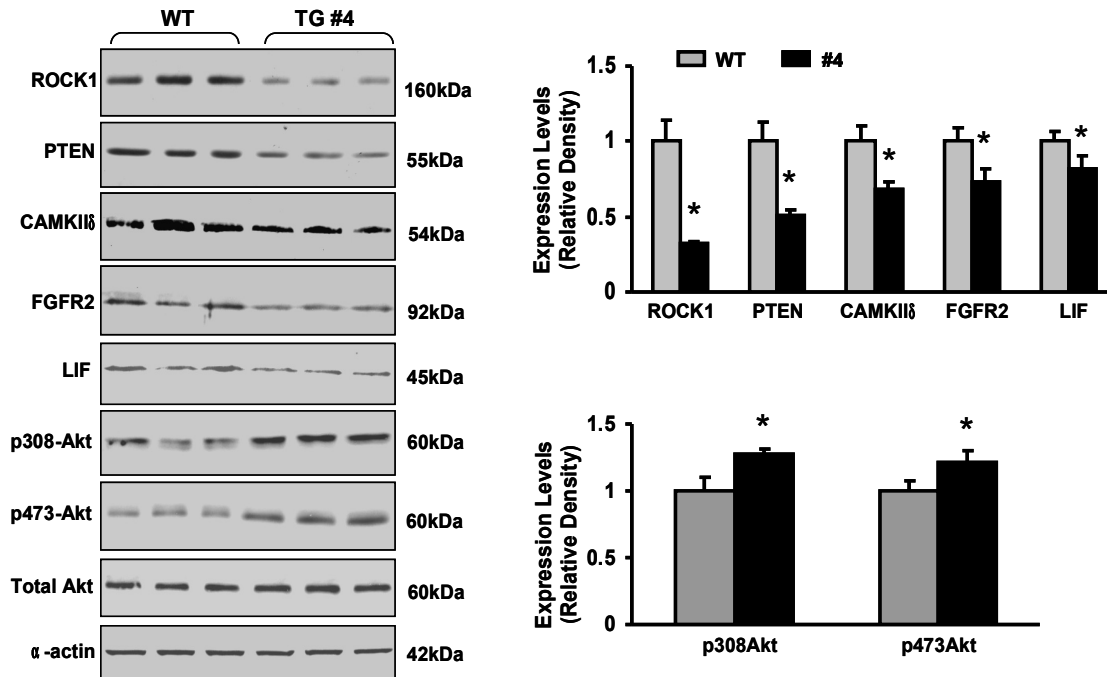 WT TG #4
ROCK1 160kDa
PTEN 55kDa
CAMKIIδ 54kDa
FGFR2 92kDa
LIF 45kDa
p308-Akt 60kDa
p473-Akt 60kDa
Total Akt 60kDa
α-actin 42kDa
WT #4
Expression Levels
(Relative Density)
1.5
1
0.5
0
* * * * *
ROCK1 PTEN CAMKIIδ FGFR2 LIF
Expression Levels
(Relative Density)
1.5
1
0.5
0
* *
p308Akt p473Akt